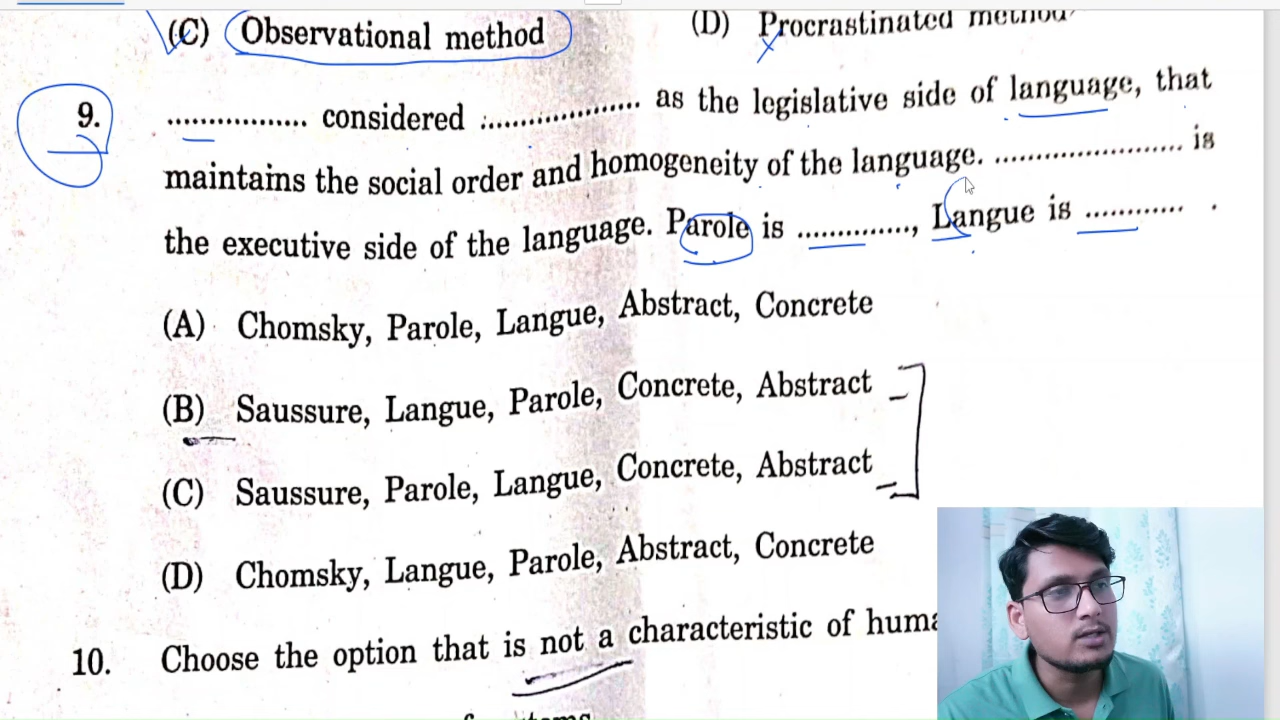 (C) Observational method (D) Procrastinated method
9. ................. considered ...................... as the legislative side of language, that
maintains the social order and homogeneity of the language. ........................ is
the executive side of the language. Parole is .............., Langue is ............ .
(A) Chomsky, Parole, Langue, Abstract, Concrete
(B) Saussure, Langue, Parole, Concrete, Abstract
(C) Saussure, Parole, Langue, Concrete, Abstract
(D) Chomsky, Langue, Parole, Abstract, Concrete
10. Choose the option that is not a characteristic of